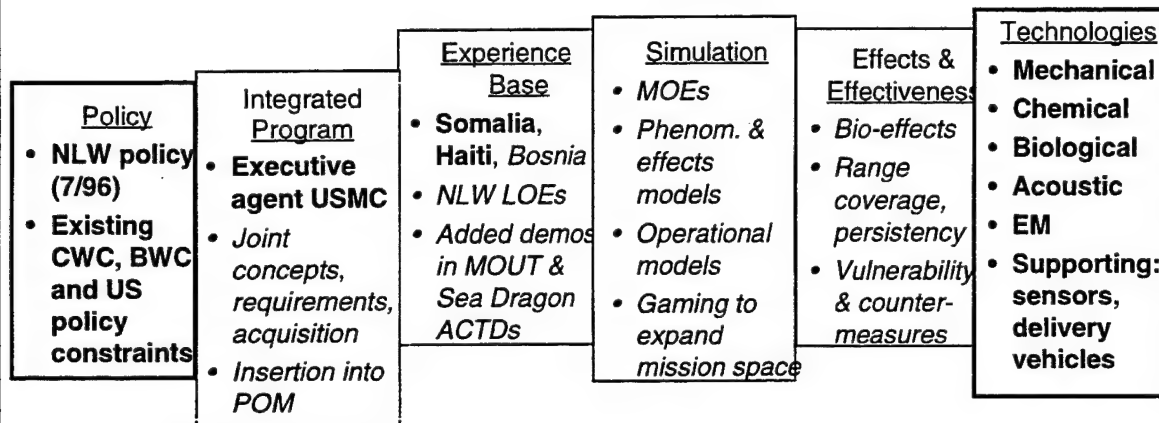 Policy
• NLW policy
(7/96)
• Existing
CWC, BWC
and US
policy
constraints
Integrated
Program
• Executive
agent USMC
• Joint
concepts,
requirements,
acquisition
• Insertion into
POM
Experience
Base
• Somalia,
Haiti, Bosnia
• NLW LOEs
• Added demos
in MOUT &
Sea Dragon
ACTDs
Simulation
• MOEs
• Phenom. &
effects
models
• Operational
models
• Gaming to
expand
mission space
Effects &
Effectiveness
• Bio-effects
• Range
coverage,
persistency
• Vulnerability
& counter-
measures
Technologies
• Mechanical
• Chemical
• Biological
• Acoustic
• EM
• Supporting:
sensors,
delivery
vehicles